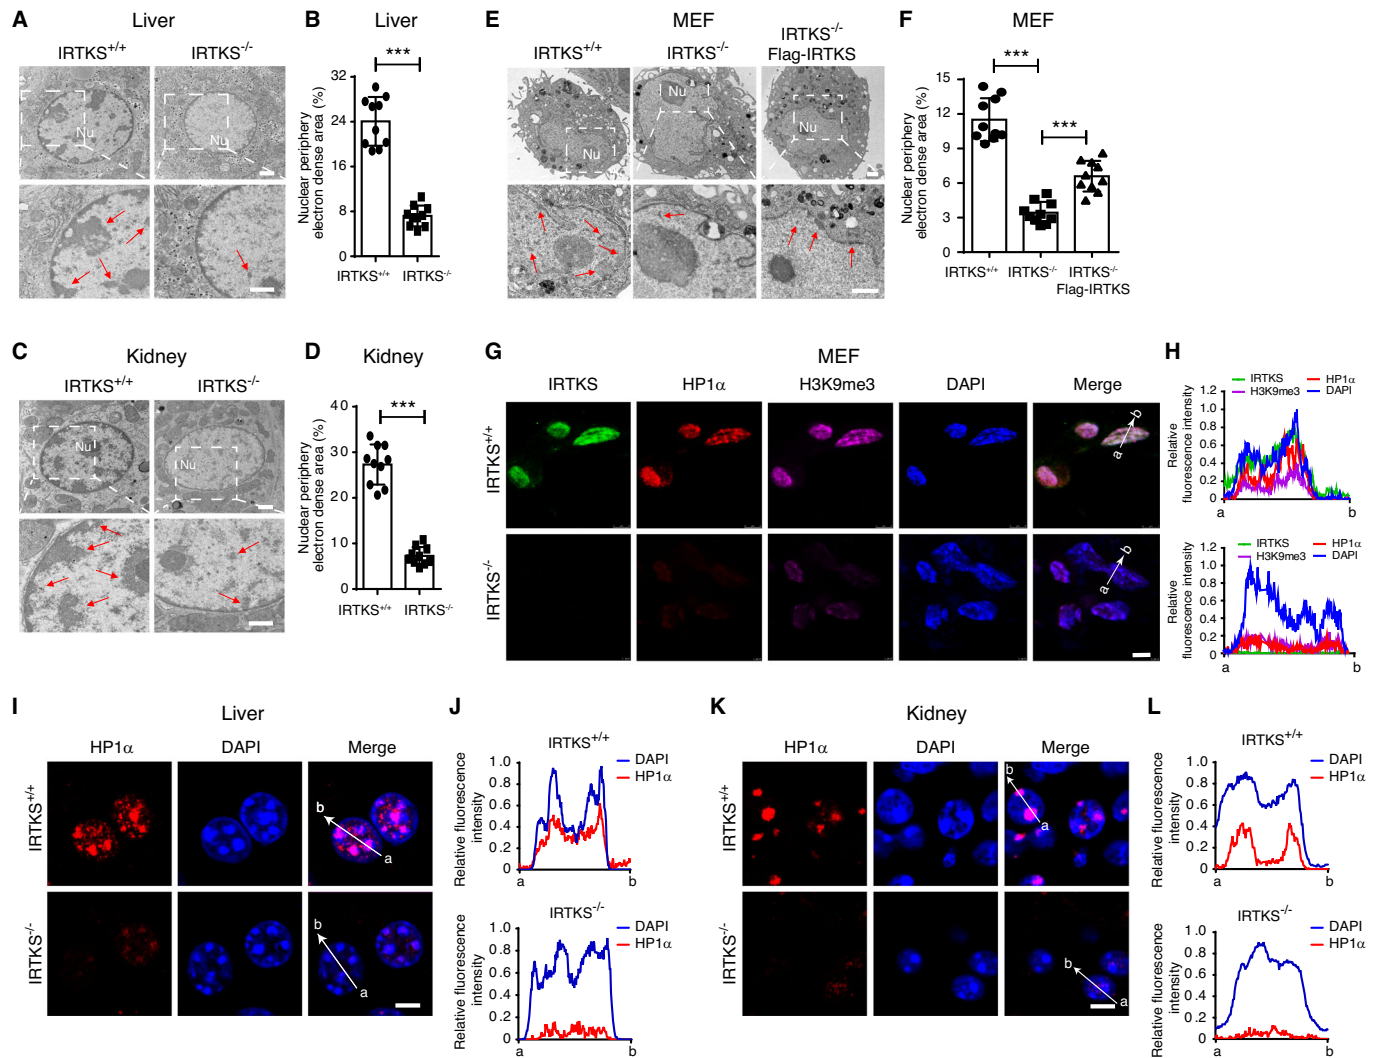 A Liver
IRTKS+/+ IRTKS-/-
Nu Nu
B Liver
***
Nuclear periphery
electron dense area (%)
32
24
16
8
0
IRTKS+/+ IRTKS-/-
C Kidney
IRTKS+/+ IRTKS-/-
Nu Nu
D Kidney
***
Nuclear periphery
electron dense area (%)
40
30
20
10
0
IRTKS+/+ IRTKS-/-
E MEF
IRTKS+/+ IRTKS-/- IRTKS-/-
Flag-IRTKS
Nu Nu Nu
F MEF
***
***
Nuclear periphery
electron dense area (%)
15
12
9
6
3
0
IRTKS+/+ IRTKS-/- IRTKS-/-
Flag-IRTKS
G MEF
IRTKS HP1α H3K9me3 DAPI Merge
IRTKS+/+
b
a
IRTKS-/-
b
a
H
IRTKS HP1α
H3K9me3 DAPI
Relative
fluorescence intensity
1.2
1.0
0.8
0.6
0.4
0.2
0
a b
IRTKS HP1α
H3K9me3 DAPI
Relative
fluorescence intensity
1.2
1.0
0.8
0.6
0.4
0.2
0
a b
I Liver
HP1α DAPI Merge
IRTKS+/+
b
a
IRTKS-/-
b
a
J
IRTKS+/+
DAPI
HP1α
Relative fluorescence
intensity
1.0
0.8
0.6
0.4
0.2
0
a b
IRTKS-/-
DAPI
HP1α
Relative fluorescence
intensity
1.0
0.8
0.6
0.4
0.2
0
a b
K Kidney
HP1α DAPI Merge
IRTKS+/+
b
a
IRTKS-/-
b
a
L
IRTKS+/+
DAPI
HP1α
Relative fluorescence
intensity
1.0
0.8
0.6
0.4
0.2
0
a b
IRTKS-/-
DAPI
HP1α
Relative fluorescence
intensity
1.0
0.8
0.6
0.4
0.2
0
a b